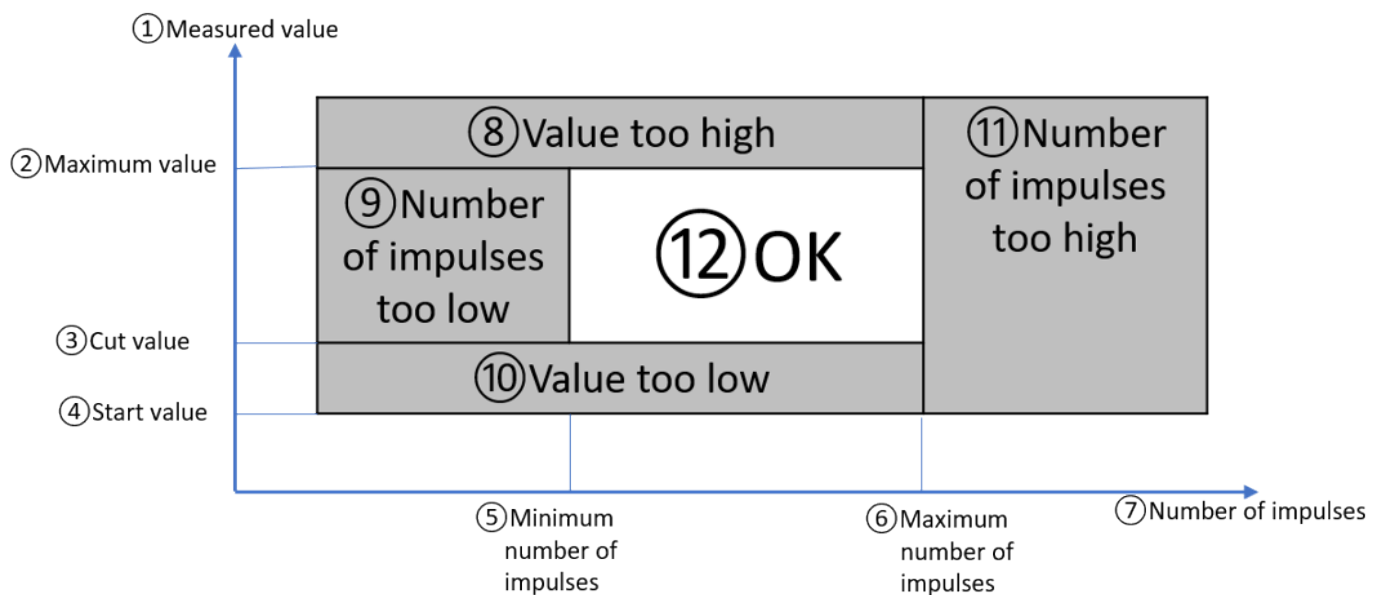 ①Measured value
⑧Value too high
⑪Number
of impulses
too high
②Maximum value
⑨Number
of impulses
too low
⑫OK
③Cut value
⑩Value too low
④Start value
⑤Minimum
number of
impulses
⑥Maximum
number of
impulses
⑦Number of impulses